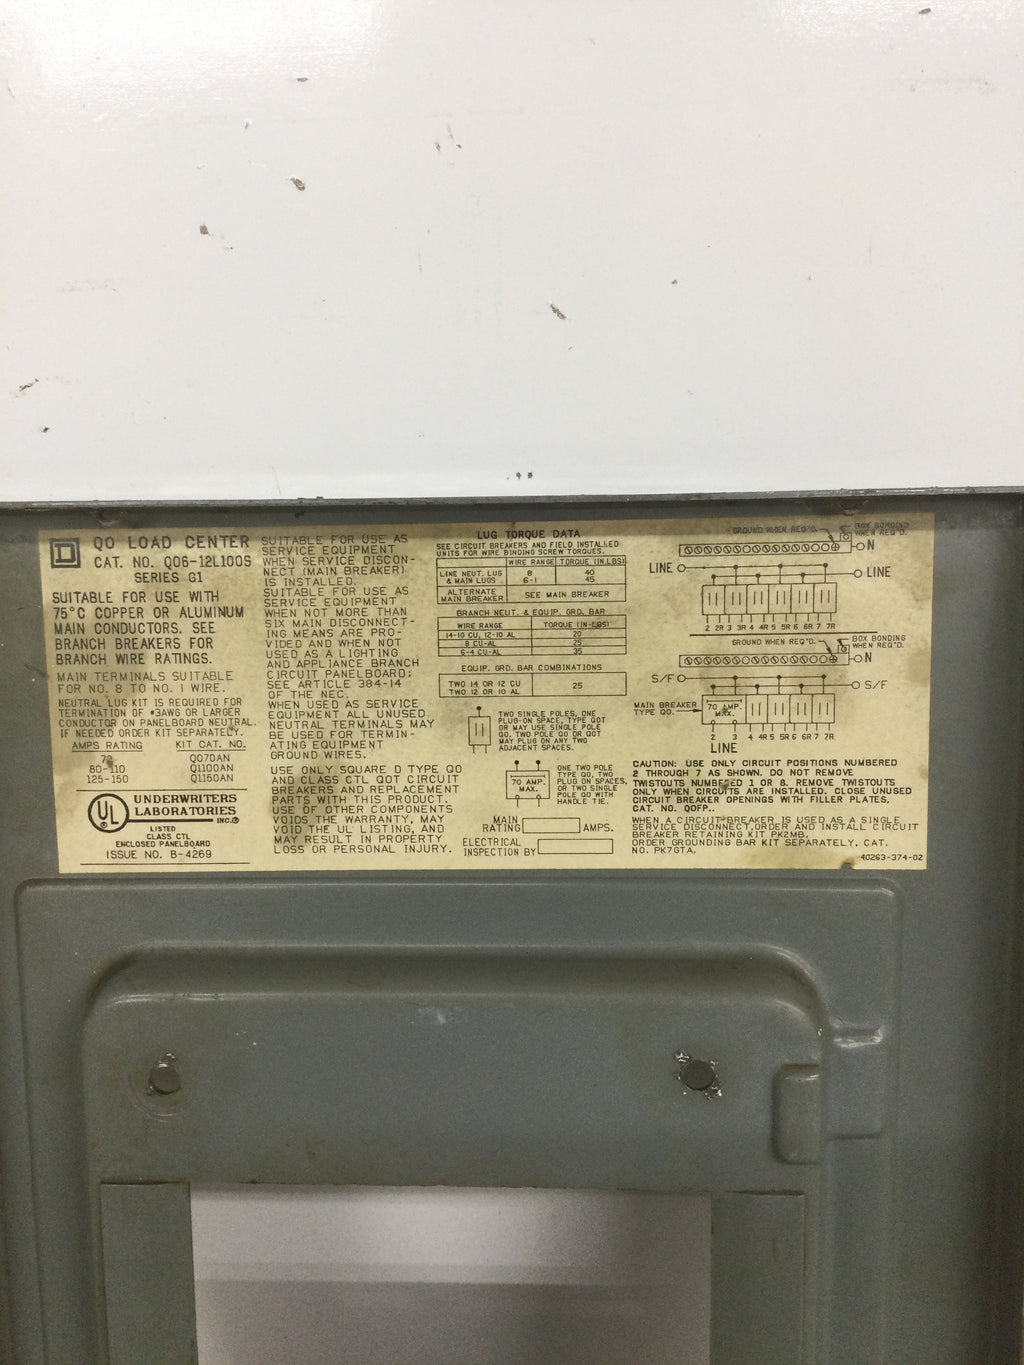 QO LOAD CENTER
CAT. NO. QO6-12L100S
SERIES G1
SUITABLE FOR USE WITH
75°C COPPER OR ALUMINUM
MAIN CONDUCTORS. SEE
BRANCH BREAKERS FOR
BRANCH WIRE RATINGS.
MAIN TERMINALS SUITABLE
FOR NO. 8 TO NO. 1 WIRE.
NEUTRAL LUG KIT IS REQUIRED FOR
TERMINATION OF #3AWG OR LARGER
CONDUCTOR ON PANELBOARD NEUTRAL.
IF NEEDED ORDER KIT SEPARATELY.
AMPS RATING KIT CAT. NO.
70 QO70AN
80-110 Q1100AN
125-150 Q1150AN
UL
UNDERWRITERS
LABORATORIES
INC.®
LISTED
CLASS CTL
ENCLOSED PANELBOARD
ISSUE NO. B-4269
SUITABLE FOR USE AS
SERVICE EQUIPMENT
WHEN SERVICE DISCON-
NECT (MAIN BREAKER)
IS INSTALLED.
SUITABLE FOR USE AS
SERVICE EQUIPMENT
WHEN NOT MORE THAN
SIX MAIN DISCONNECT-
ING MEANS ARE PRO-
VIDED AND WHEN NOT
USED AS A LIGHTING
AND APPLIANCE BRANCH
CIRCUIT PANELBOARD;
SEE ARTICLE 384-14
OF THE NEC.
WHEN USED AS SERVICE
EQUIPMENT ALL UNUSED
NEUTRAL TERMINALS MAY
BE USED FOR TERMIN-
ATING EQUIPMENT
GROUND WIRES.
USE ONLY SQUARE D TYPE QO
AND CLASS CTL QOT CIRCUIT
BREAKERS AND REPLACEMENT
PARTS WITH THIS PRODUCT.
USE OF OTHER COMPONENTS
VOIDS THE WARRANTY, MAY
VOID THE UL LISTING, AND
MAY RESULT IN PROPERTY
LOSS OR PERSONAL INJURY.
LUG TORQUE DATA
SEE CIRCUIT BREAKERS AND FIELD INSTALLED
UNITS FOR WIRE BINDING SCREW TORQUES.
WIRE RANGE TORQUE (IN.LBS)
LINE NEUT. LUG 8 40
& MAIN LUGS 6-1 45
ALTERNATE
MAIN BREAKER SEE MAIN BREAKER
BRANCH NEUT. & EQUIP. GRD. BAR
WIRE RANGE TORQUE (IN-LBS)
14-10 CU, 12-10 AL 20
8 CU-AL 25
6-4 CU-AL 35
EQUIP. GRD. BAR COMBINATIONS
TWO 14 OR 12 CU
TWO 12 OR 10 AL 25
TWO SINGLE POLES, ONE
PLUG-ON SPACE, TYPE QOT
OR MAY USE SINGLE POLE
QO. TWO POLE QO OR QOT
MAY PLUG ON ANY TWO
ADJACENT SPACES.
70 AMP.
MAX.
ONE TWO POLE
TYPE QO, TWO
PLUG ON SPACES,
OR TWO SINGLE
POLE QO WITH
HANDLE TIE.
MAIN
RATING AMPS.
ELECTRICAL
INSPECTION BY
GROUND WHEN REQ'D.
BOX BONDING
WHEN REQ'D.
N
LINE
LINE
2 2R 3 3R 4 4R 5 5R 6 6R 7 7R
GROUND WHEN REQ'D.
BOX BONDING
WHEN REQ'D.
N
S/F
S/F
MAIN BREAKER
TYPE QO.
70 AMP.
MAX.
2 3 4 4R 5 5R 6 6R 7 7R
LINE
CAUTION: USE ONLY CIRCUIT POSITIONS NUMBERED
2 THROUGH 7 AS SHOWN. DO NOT REMOVE
TWISTOUTS NUMBERED 1 OR 8. REMOVE TWISTOUTS
ONLY WHEN CIRCUITS ARE INSTALLED. CLOSE UNUSED
CIRCUIT BREAKER OPENINGS WITH FILLER PLATES,
CAT. NO. QOFP..
WHEN A CIRCUIT BREAKER IS USED AS A SINGLE
SERVICE DISCONNECT,ORDER AND INSTALL CIRCUIT
BREAKER RETAINING KIT PK2MB.
ORDER GROUNDING BAR KIT SEPARATELY, CAT.
NO. PK7GTA,
40263-374-02